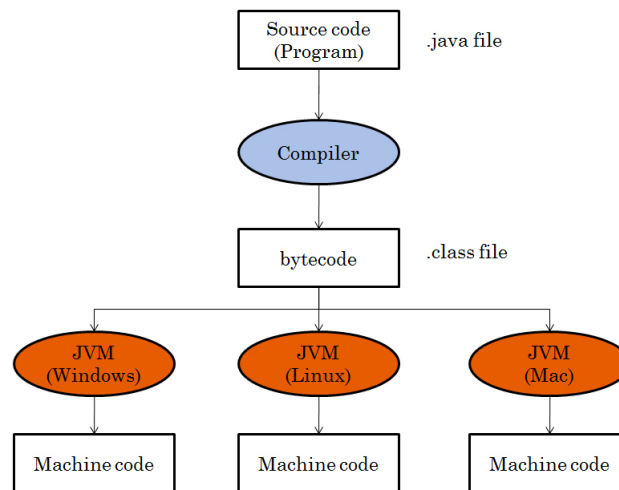 Source code
(Program)
.java file
Compiler
bytecode
.class file
JVM
(Windows)
JVM
(Linux)
JVM
(Mac)
Machine code
Machine code
Machine code